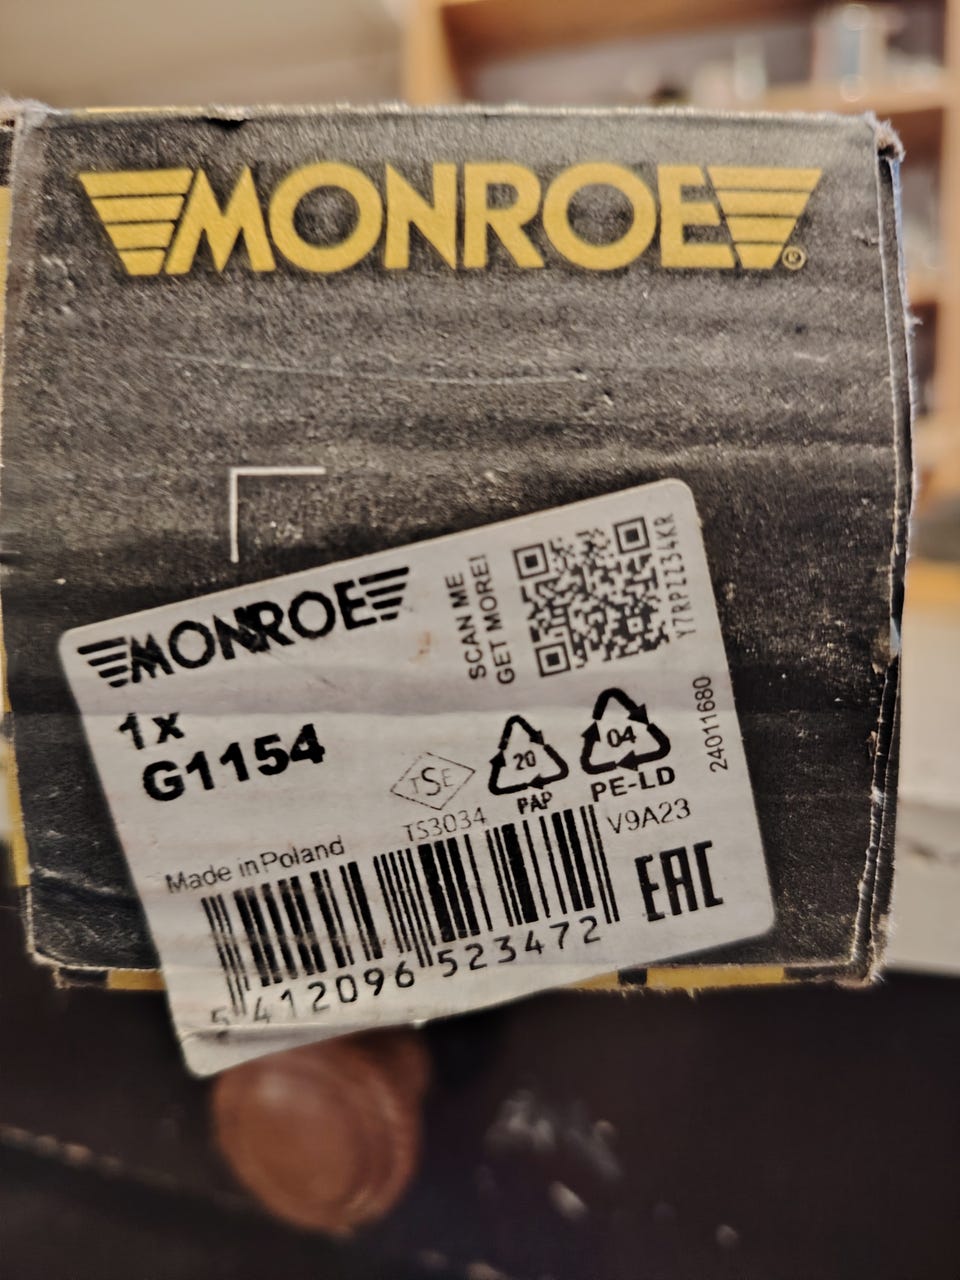 MONROE®
MONROE
SCAN ME
GET MORE!
Y7RPZZ34KR
1x
G1154
TSE
20
PAP
04
PE-LD
24011680
TS3034
V9A23
Made in Poland
EAC
5 412096 523472